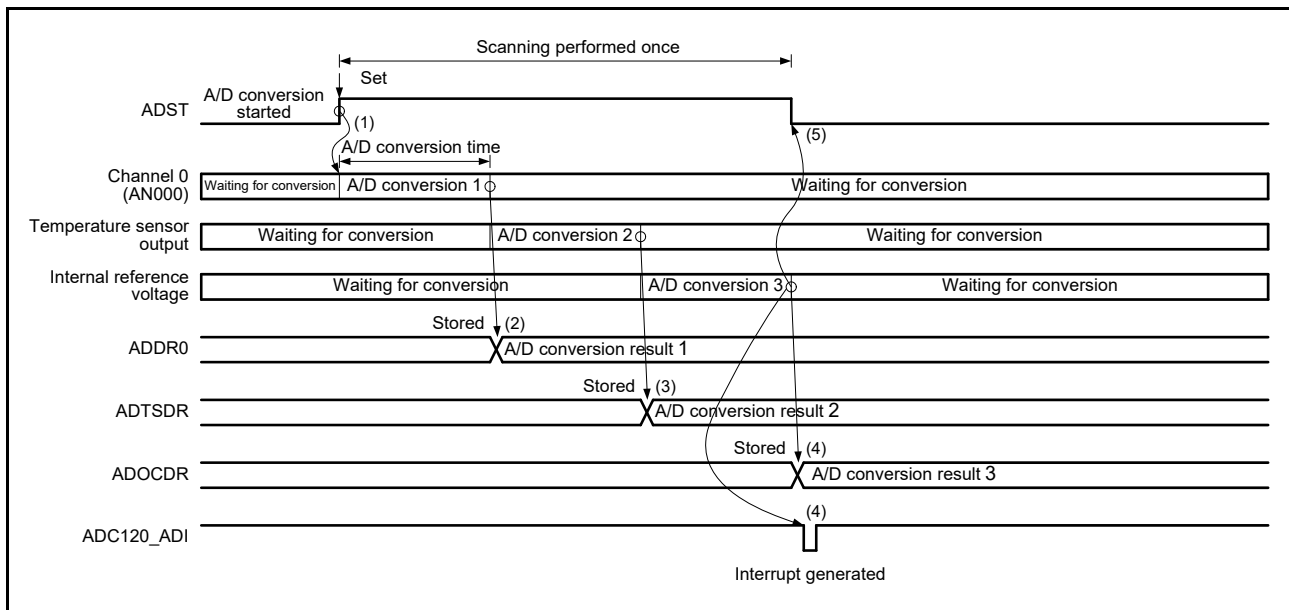 Scanning performed once
Set
ADST
A/D conversion
started
(1)
(5)
A/D conversion time
Channel 0
(AN000)
Waiting for conversion
A/D conversion 1
Waiting for conversion
Temperature sensor
output
Waiting for conversion
A/D conversion 2
Waiting for conversion
Internal reference
voltage
Waiting for conversion
A/D conversion 3
Waiting for conversion
Stored
(2)
ADDR0
A/D conversion result 1
Stored
(3)
ADTSDR
A/D conversion result 2
Stored
(4)
ADOCDR
A/D conversion result 3
(4)
ADC120_ADI
Interrupt generated